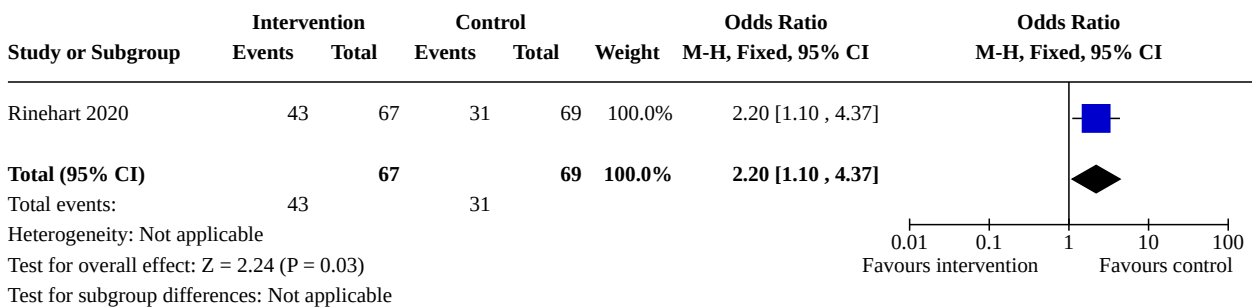 Intervention Control Odds Ratio Odds Ratio
Study or Subgroup Events Total Events Total Weight M-H, Fixed, 95% CI M-H, Fixed, 95% CI
Rinehart 2020 43 67 31 69 100.0% 2.20 [1.10 , 4.37]
Total (95% CI) 67 69 100.0% 2.20 [1.10 , 4.37]
Total events: 43 31
Heterogeneity: Not applicable
0.01 0.1 1 10 100
Test for overall effect: Z = 2.24 (P = 0.03) Favours intervention Favours control
Test for subgroup differences: Not applicable